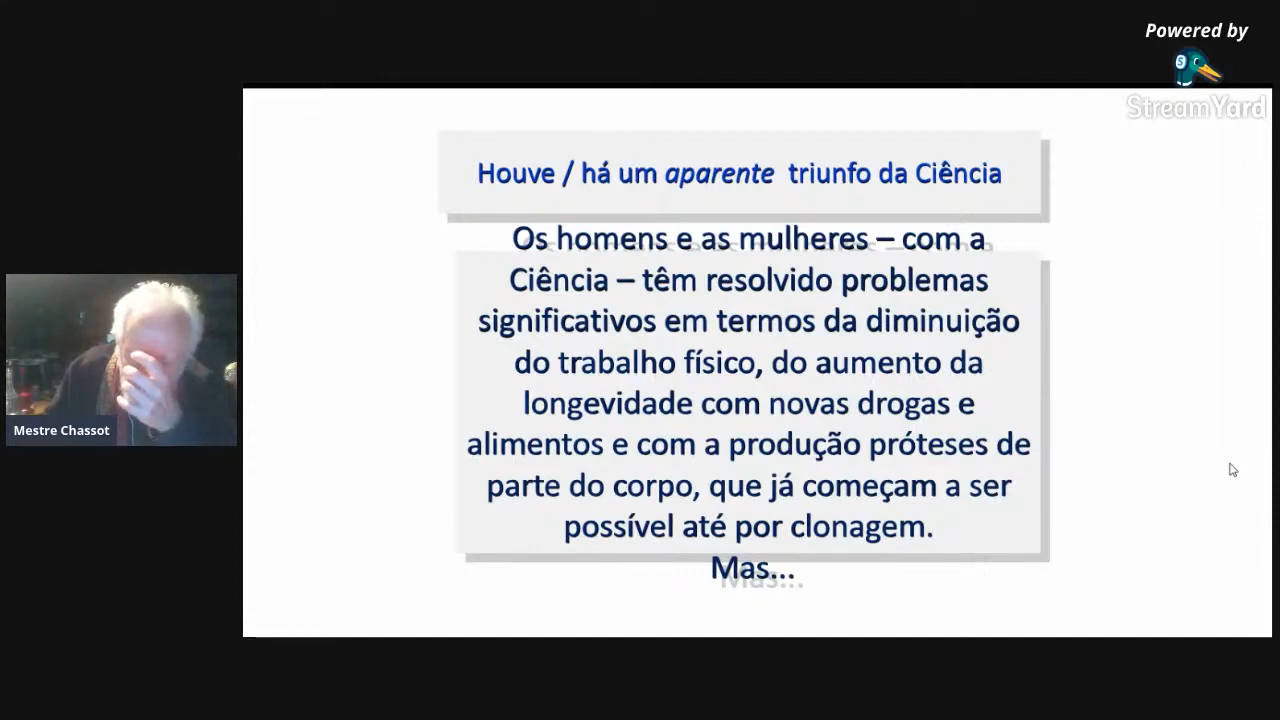 Powered by
StreamYard
Houve / há um aparente triunfo da Ciência
Os homens e as mulheres – com a
Ciência – têm resolvido problemas
significativos em termos da diminuição
do trabalho físico, do aumento da
longevidade com novas drogas e
alimentos e com a produção próteses de
parte do corpo, que já começam a ser
possível até por clonagem.
Mas...
Mestre Chassot